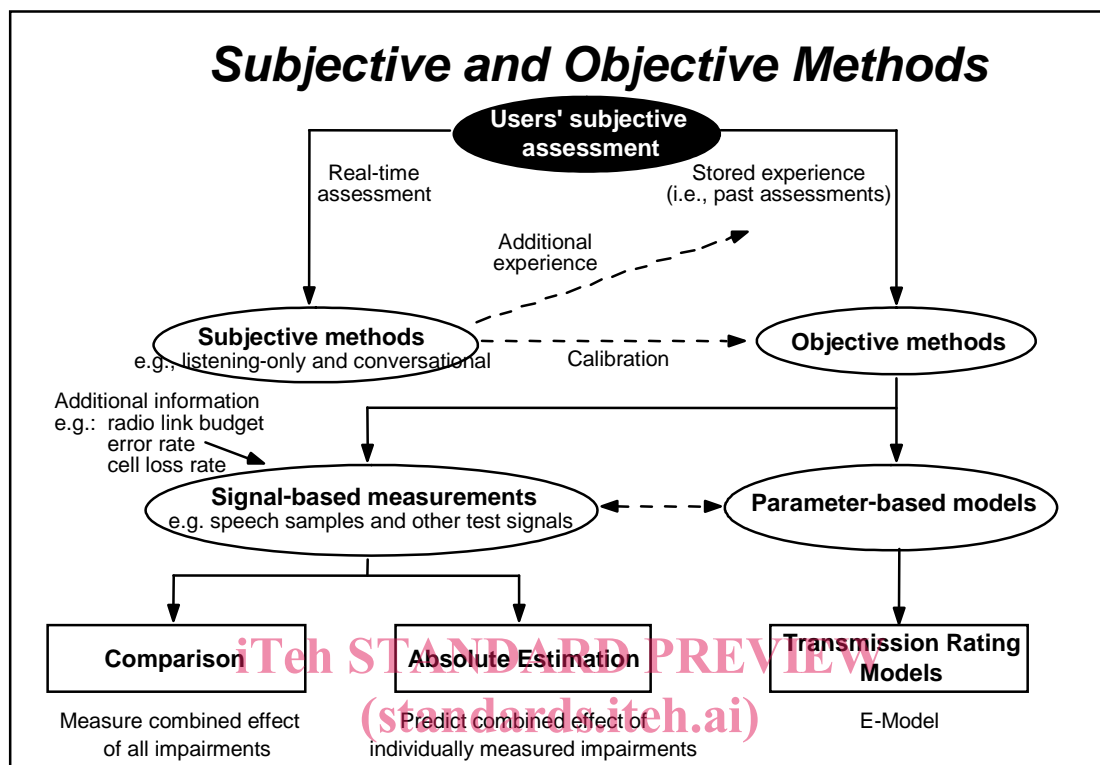 Subjective and Objective Methods
Users' subjective
assessment
Real-time
assessment
Stored experience
(i.e., past assessments)
Additional
experience
Subjective methods
e.g., listening-only and conversational
Calibration
Objective methods
Additional information
e.g.: radio link budget
error rate
cell loss rate
Signal-based measurements
e.g. speech samples and other test signals
Parameter-based models
Comparison
Absolute Estimation
Transmission Rating
Models
iTeh STANDARD PREVIEW
(standards.iteh.ai)
Measure combined effect
of all impairments
Predict combined effect of
individually measured impairments
E-Model